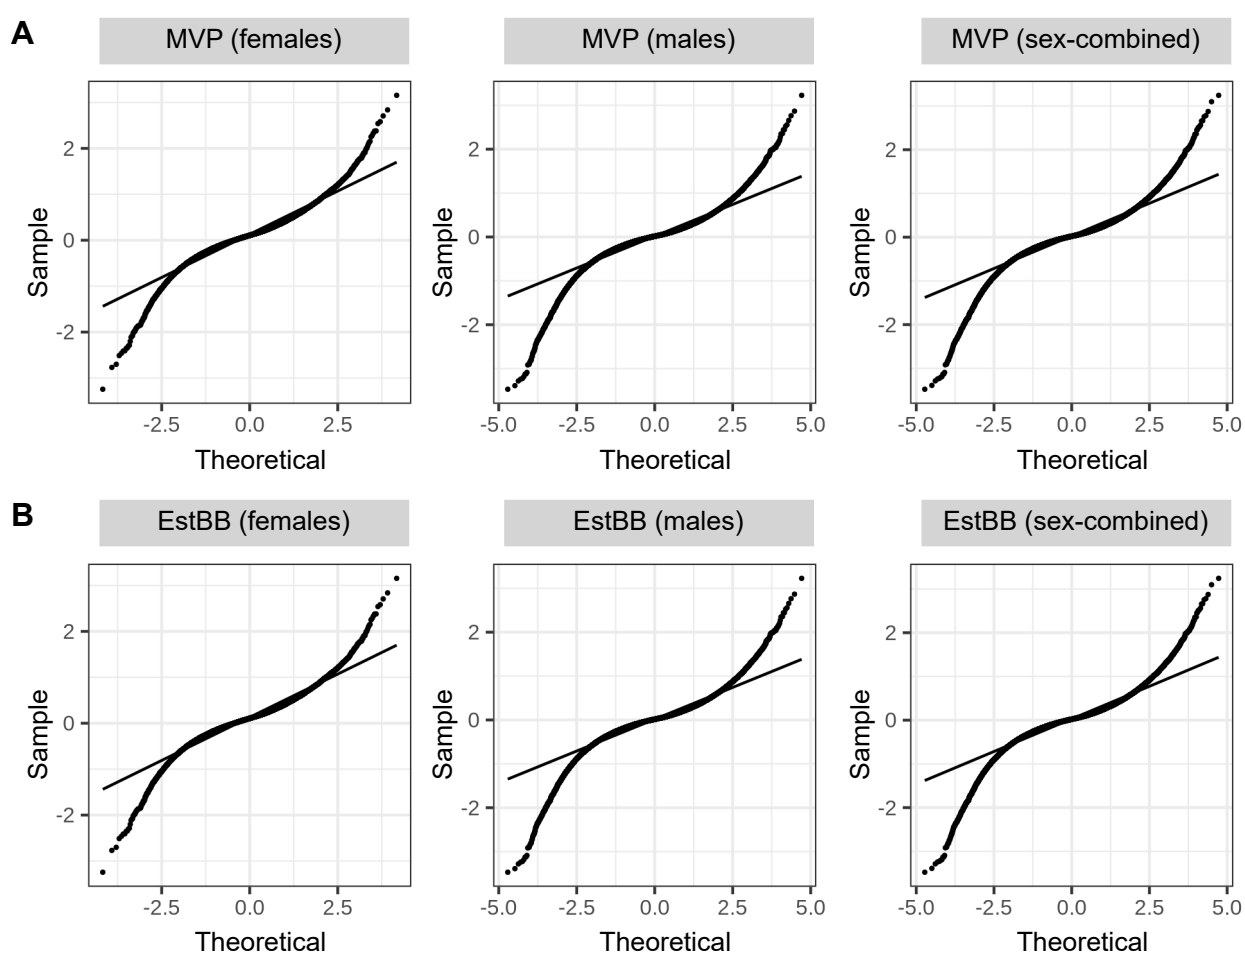 A
MVP (females)
MVP (males)
MVP (sex-combined)
Sample
2
0
-2
-2.5 0.0 2.5
Theoretical
Sample
2
0
-2
-5.0 -2.5 0.0 2.5 5.0
Theoretical
Sample
2
0
-2
-5.0 -2.5 0.0 2.5 5.0
Theoretical
B
EstBB (females)
EstBB (males)
EstBB (sex-combined)
Sample
2
0
-2
-2.5 0.0 2.5
Theoretical
Sample
2
0
-2
-5.0 -2.5 0.0 2.5 5.0
Theoretical
Sample
2
0
-2
-5.0 -2.5 0.0 2.5 5.0
Theoretical